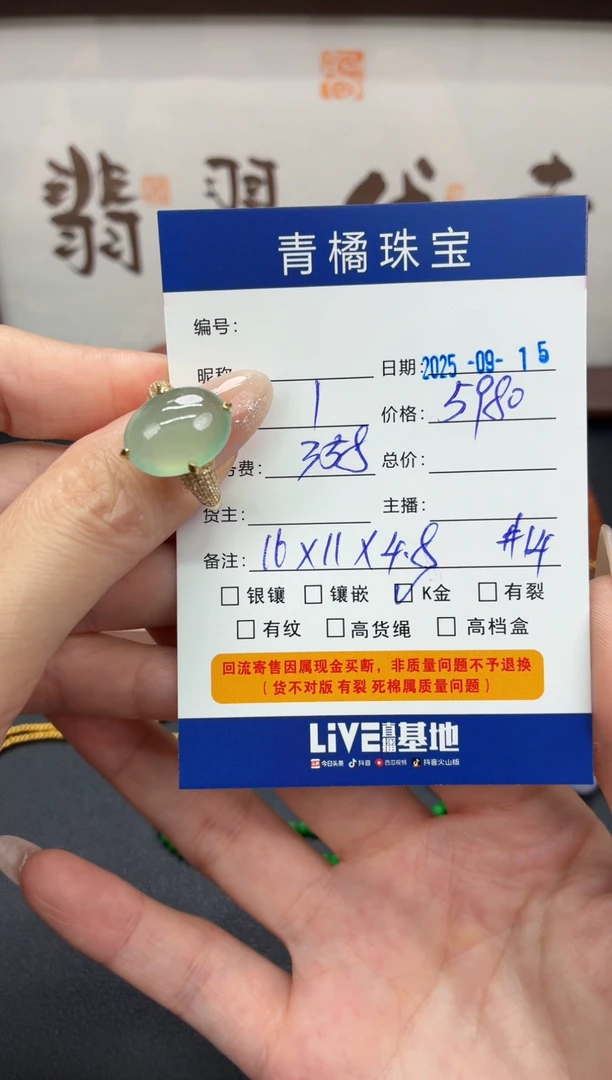 翡翠
青橘珠宝
编号：
昵称 日期：2025-09-15
1 价格：5980
务费：358 总价：
货主： 主播：
备注：16×11×4.8 #14
□ 银镶 □ 镶嵌 ☑ K金 □ 有裂
□ 有纹 □ 高货绳 □ 高档盒
回流寄售因属现金买断，非质量问题不予退换
（货不对版 有裂 死棉属质量问题）
LIVE直播基地
今日头条 抖音 西瓜视频 抖音火山版